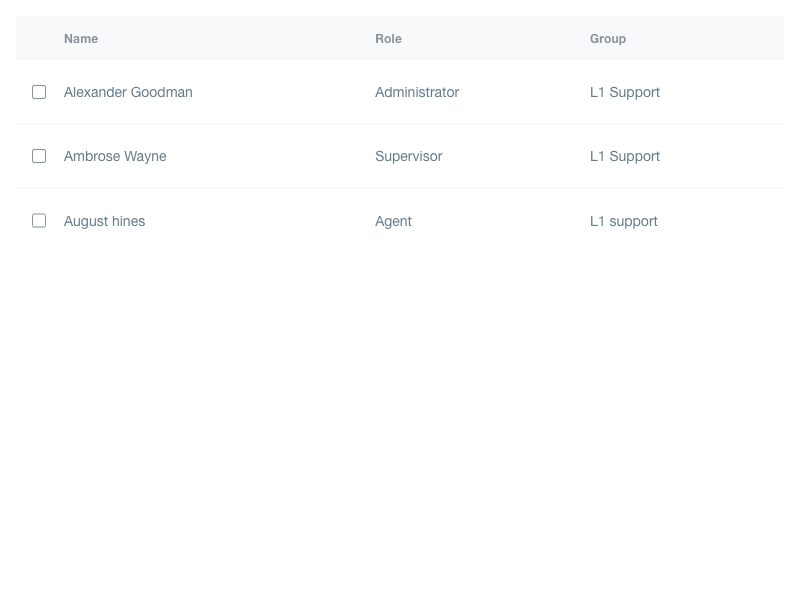 Name Role Group
Alexander Goodman Administrator L1 Support
Ambrose Wayne Supervisor L1 Support
August hines Agent L1 support